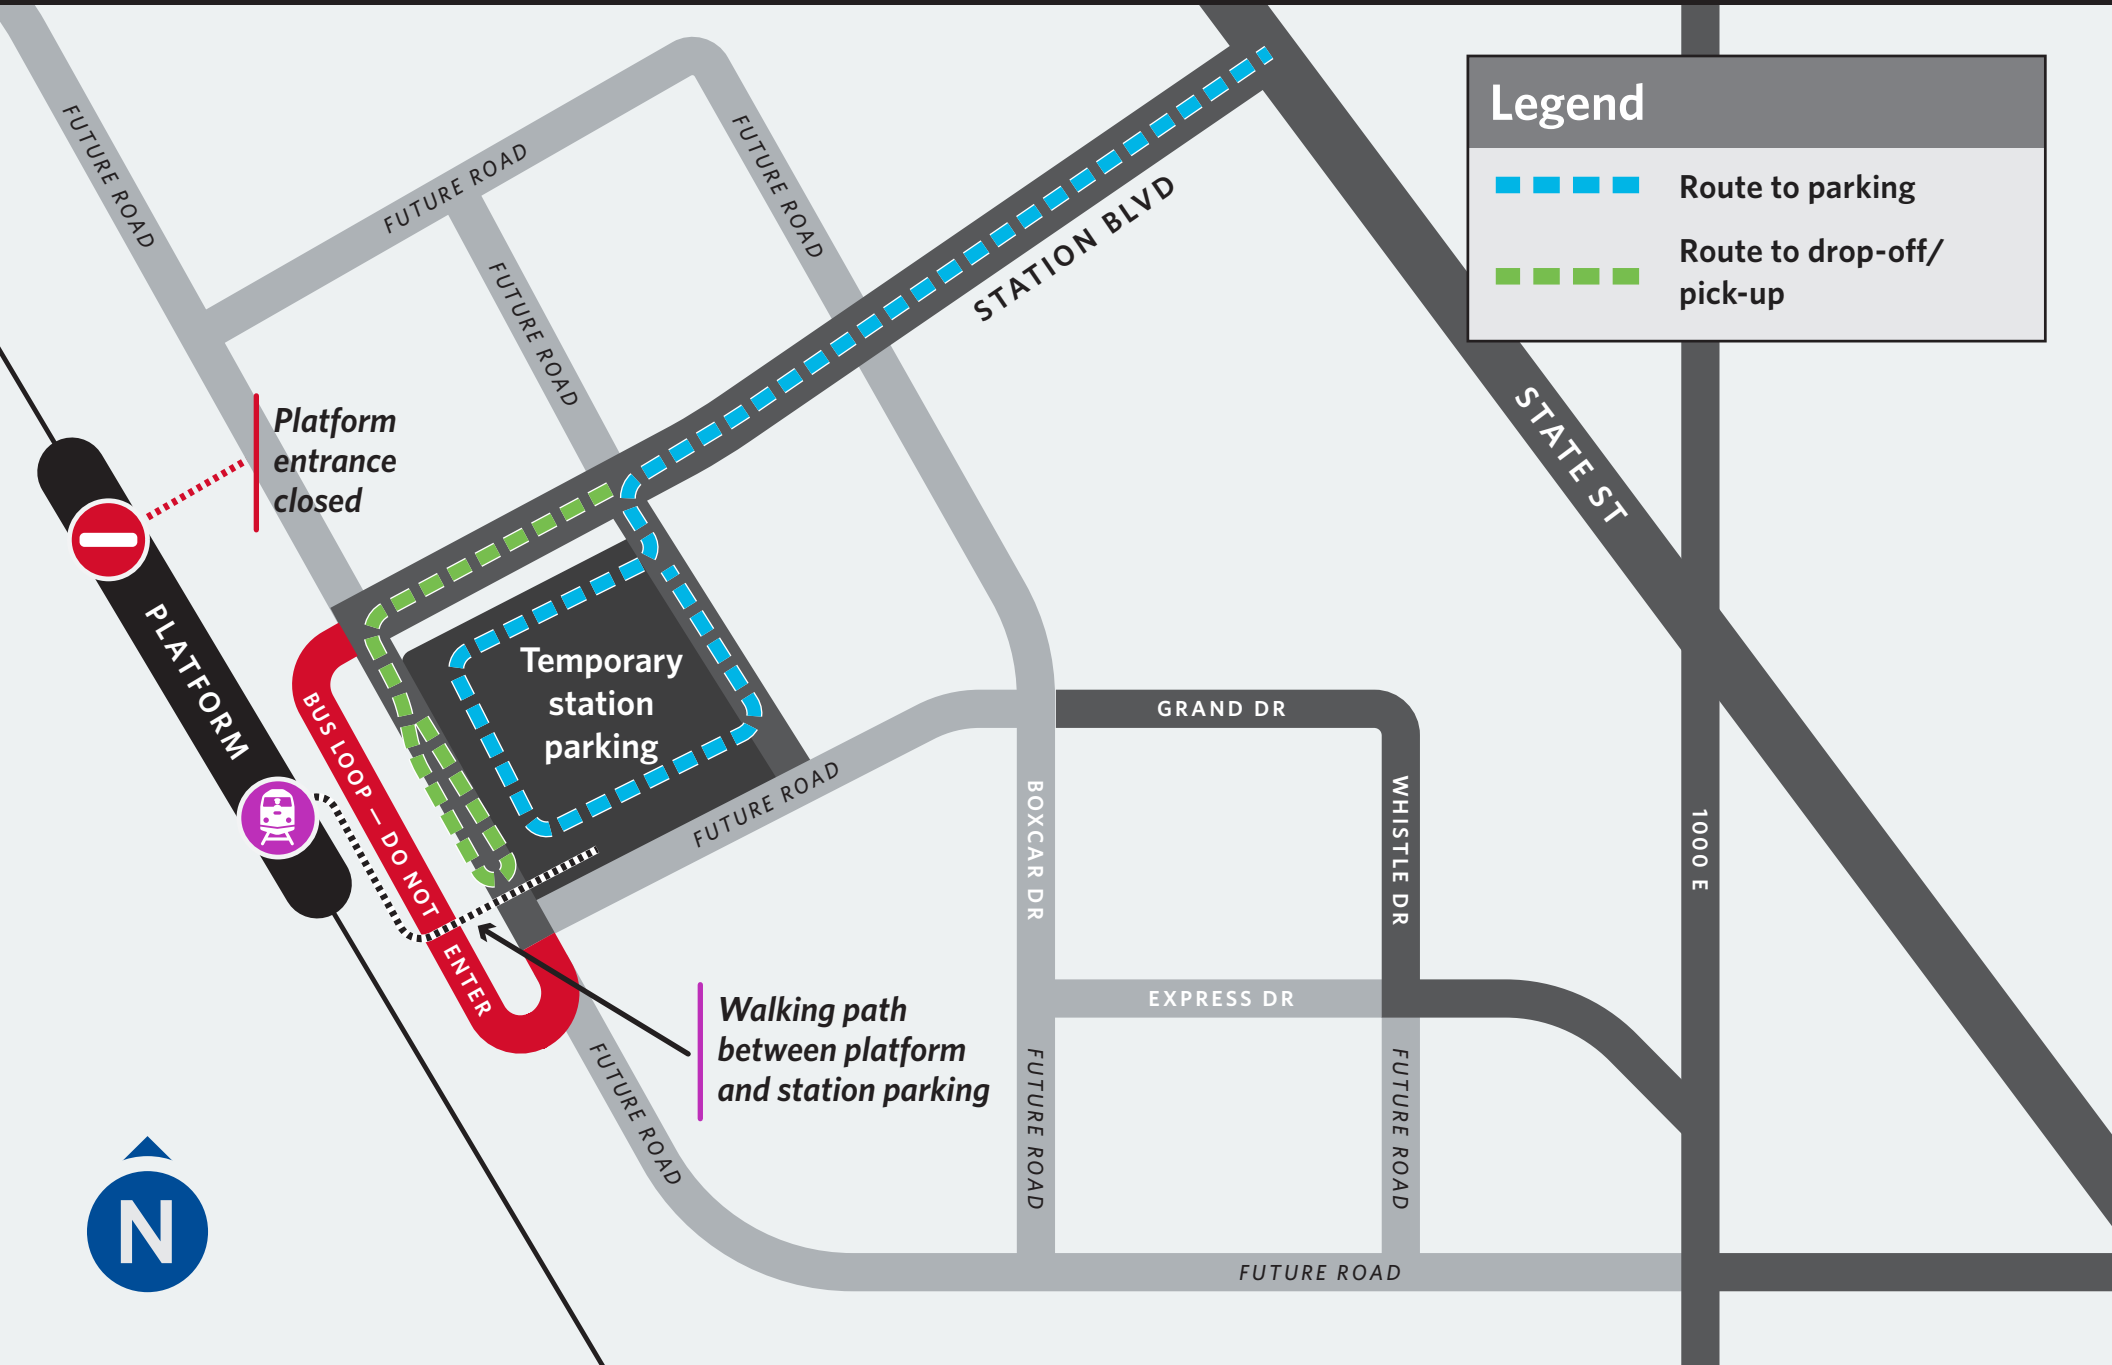 Legend
Route to parking
Route to drop-off/
pick-up
FUTURE ROAD
FUTURE ROAD
FUTURE ROAD
FUTURE ROAD
STATION BLVD
STATE ST
Platform
entrance
closed
PLATFORM
BUS LOOP – DO NOT ENTER
Temporary
station
parking
FUTURE ROAD
GRAND DR
BOXCAR DR
WHISTLE DR
1000 E
EXPRESS DR
Walking path
between platform
and station parking
FUTURE ROAD
FUTURE ROAD
FUTURE ROAD
FUTURE ROAD
N